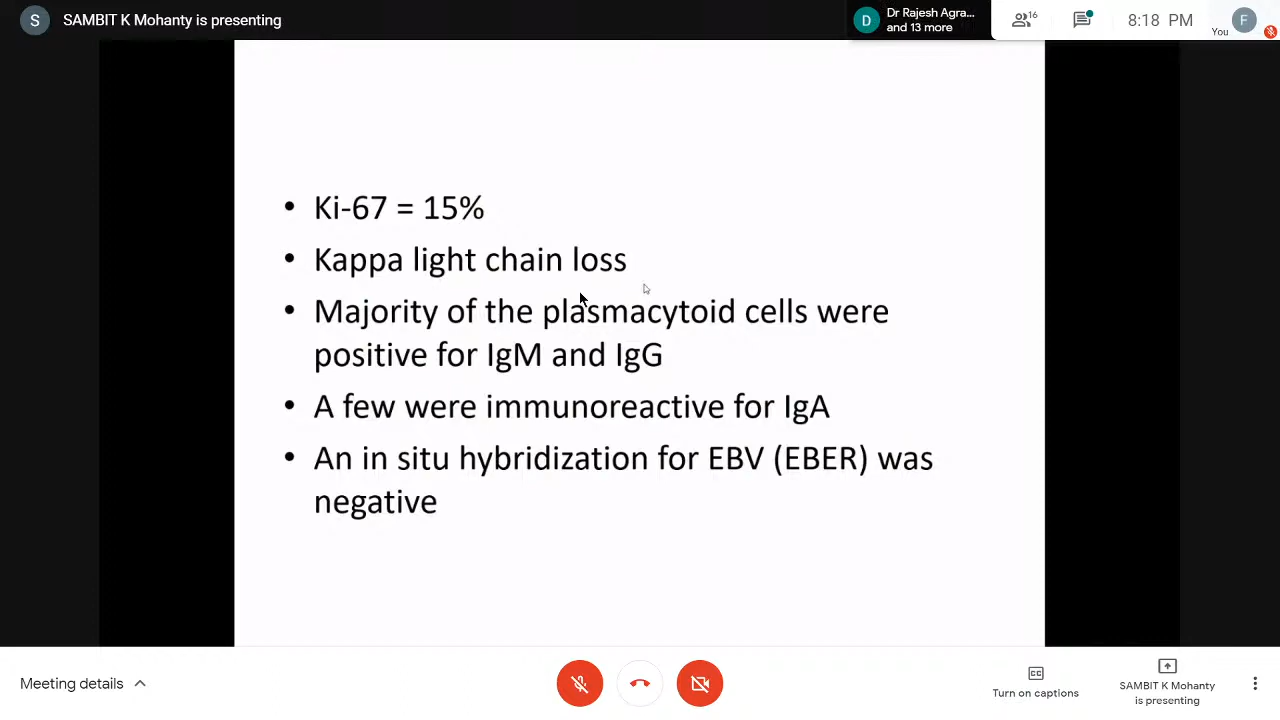 S SAMBIT K Mohanty is presenting
D Dr Rajesh Agra...
and 13 more
16
8:18 PM
You
F
• Ki-67 = 15%
• Kappa light chain loss
• Majority of the plasmacytoid cells were
positive for IgM and IgG
• A few were immunoreactive for IgA
• An in situ hybridization for EBV (EBER) was
negative
Meeting details
CC
Turn on captions
SAMBIT K Mohanty
is presenting